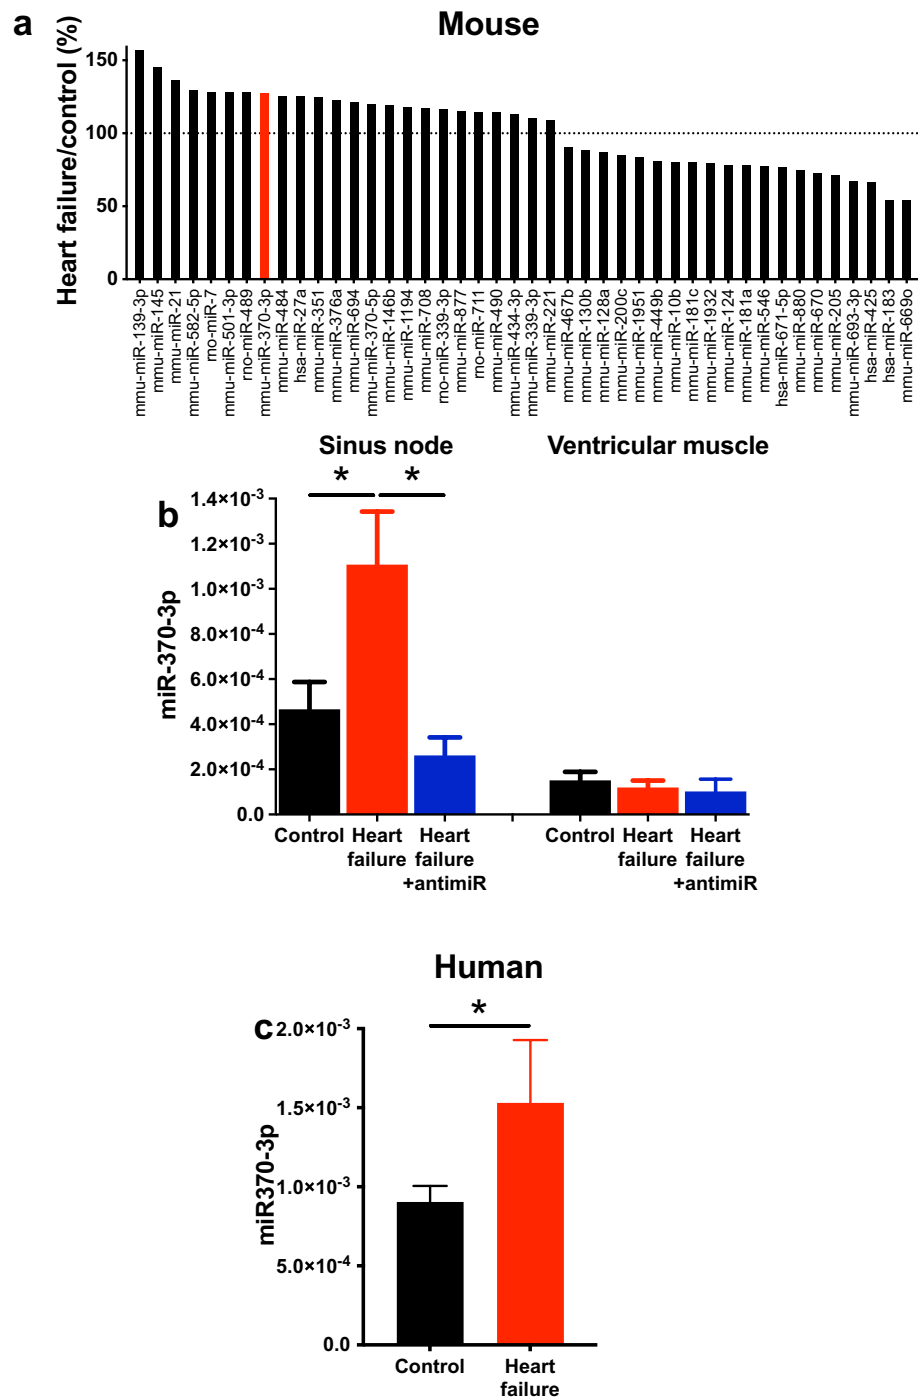 a
Mouse
Heart failure/control (%)
150
100
50
0
mmu-miR-139-3p
mmu-miR-145
mmu-miR-21
mmu-miR-582-5p
rno-miR-7
mmu-miR-501-3p
rno-miR-489
mmu-miR-370-3p
mmu-miR-484
hsa-miR-27a
mmu-miR-351
mmu-miR-376a
mmu-miR-694
mmu-miR-370-5p
mmu-miR-146b
mmu-miR-1194
mmu-miR-708
rno-miR-339-3p
mmu-miR-877
rno-miR-711
mmu-miR-490
mmu-miR-434-3p
mmu-miR-339-3p
mmu-miR-221
mmu-miR-467b
mmu-miR-130b
mmu-miR-128a
mmu-miR-200c
mmu-miR-1951
mmu-miR-449b
mmu-miR-10b
mmu-miR-181c
mmu-miR-1932
mmu-miR-124
mmu-miR-181a
mmu-miR-546
hsa-miR-671-5p
mmu-miR-880
mmu-miR-670
mmu-miR-205
mmu-miR-693-3p
hsa-miR-425
hsa-miR-183
mmu-miR-669o
Sinus node Ventricular muscle
* *
b
miR-370-3p
1.4×10⁻³
1.2×10⁻³
1.0×10⁻³
8.0×10⁻⁴
6.0×10⁻⁴
4.0×10⁻⁴
2.0×10⁻⁴
0.0
Control Heart Heart Control Heart Heart
failure failure failure failure
+antimiR +antimiR
Human
c
*
miR370-3p
2.0×10⁻³
1.5×10⁻³
1.0×10⁻³
5.0×10⁻⁴
0.0
Control Heart
failure